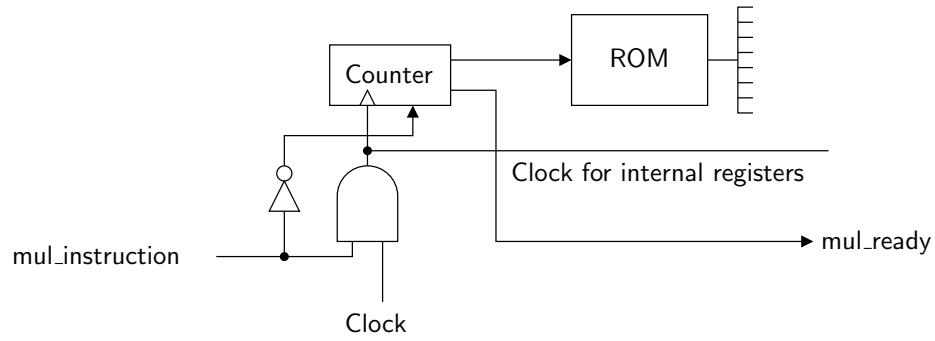 ROM
Counter
Clock for internal registers
mul_instruction
mul_ready
Clock